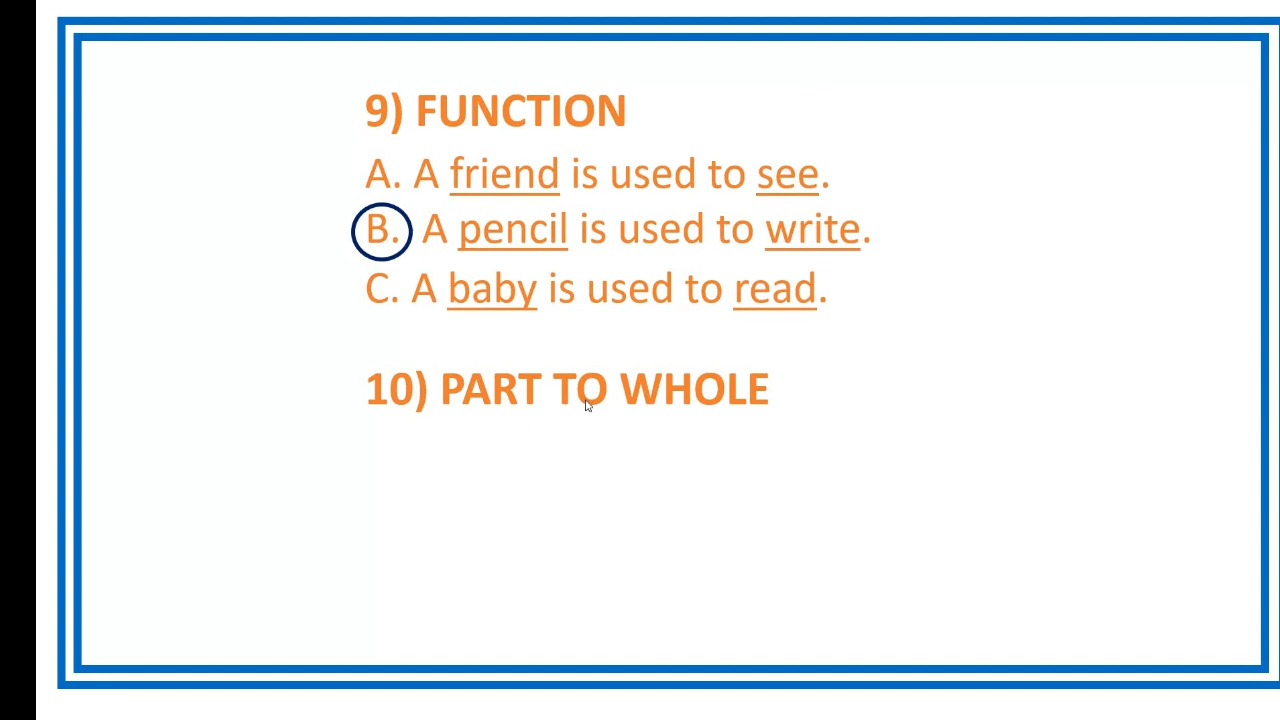 9) FUNCTION
A. A friend is used to see.
B. A pencil is used to write.
C. A baby is used to read.
10) PART TO WHOLE